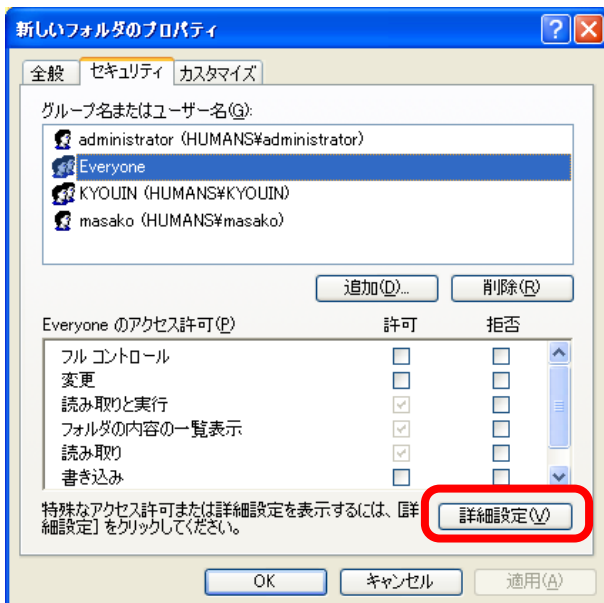 新しいフォルダのプロパティ
全般 セキュリティ カスタマイズ
グループ名またはユーザー名(G):
administrator (HUMANS¥administrator)
Everyone
KYOUIN (HUMANS¥KYOUIN)
masako (HUMANS¥masako)
追加(D)... 削除(R)
Everyone のアクセス許可(P) 許可 拒否
フル コントロール
変更
読み取りと実行
フォルダの内容の一覧表示
読み取り
書き込み
特殊なアクセス許可または詳細設定を表示するには、[詳
細設定] をクリックしてください。
詳細設定(V)
OK キャンセル 適用(A)